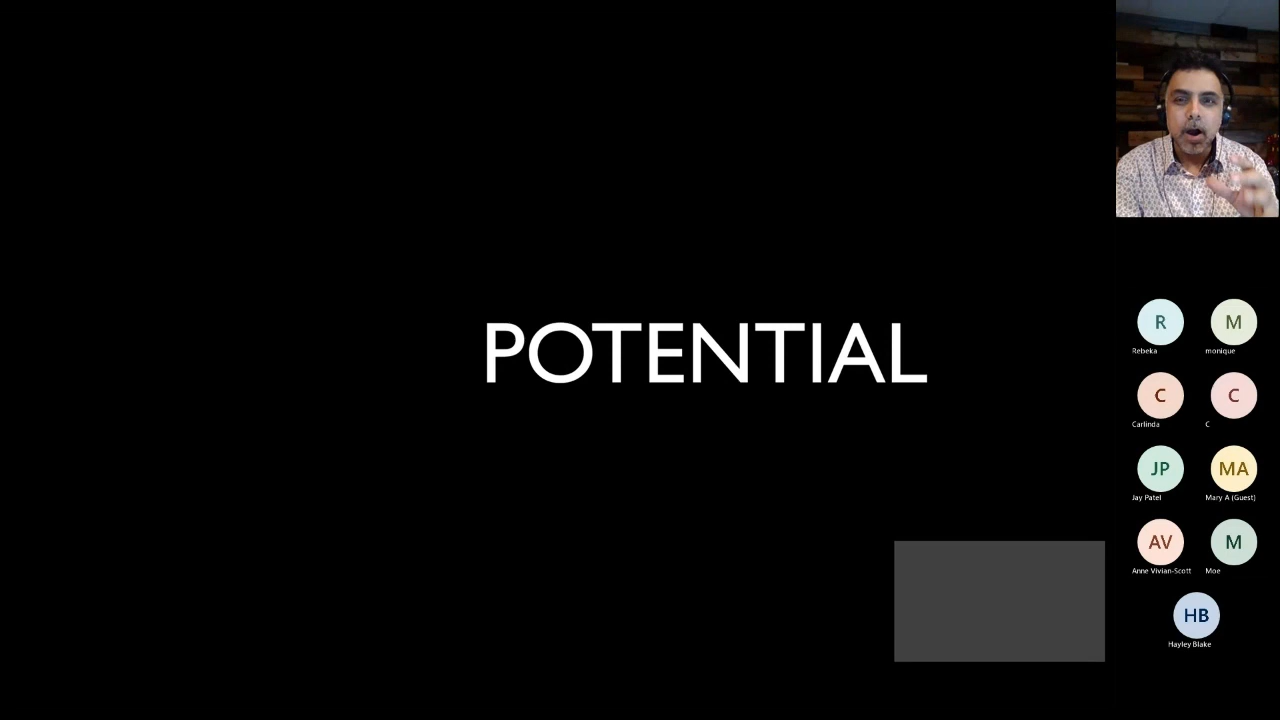 POTENTIAL
R
M
Rebeka
monique
C
C
Carlinda
C
JP
MA
Jay Patel
Mary A (Guest)
AV
M
Anne Vivian-Scott
Moe
HB
Hayley Blake